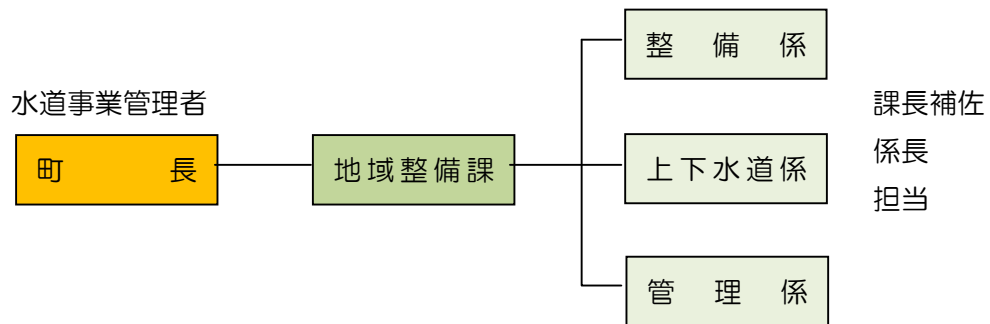 整備係
水道事業管理者
課長補佐
町長
地域整備課
上下水道係
係長
担当
管理係